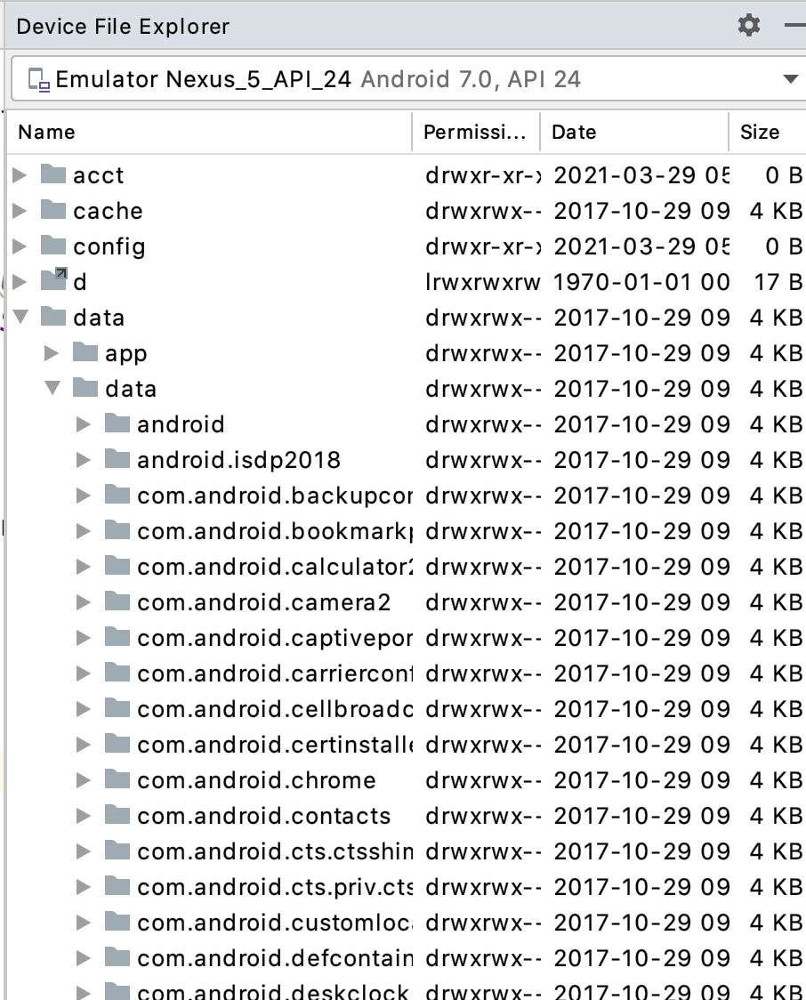 Device File Explorer
Emulator Nexus_5_API_24 Android 7.0, API 24
Name Permissi... Date Size
acct drwxr-xr-x 2021-03-29 05 0 B
cache drwxrwx-- 2017-10-29 09 4 KB
config drwxr-xr-x 2021-03-29 05 0 B
d lrwxrwxrw 1970-01-01 00 17 B
data drwxrwx-- 2017-10-29 09 4 KB
app drwxrwx-- 2017-10-29 09 4 KB
data drwxrwx-- 2017-10-29 09 4 KB
android drwxrwx-- 2017-10-29 09 4 KB
android.isdp2018 drwxrwx-- 2017-10-29 09 4 KB
com.android.backupcon drwxrwx-- 2017-10-29 09 4 KB
com.android.bookmarkp drwxrwx-- 2017-10-29 09 4 KB
com.android.calculator2 drwxrwx-- 2017-10-29 09 4 KB
com.android.camera2 drwxrwx-- 2017-10-29 09 4 KB
com.android.captivepor drwxrwx-- 2017-10-29 09 4 KB
com.android.carrierconf drwxrwx-- 2017-10-29 09 4 KB
com.android.cellbroadc drwxrwx-- 2017-10-29 09 4 KB
com.android.certinstalle drwxrwx-- 2017-10-29 09 4 KB
com.android.chrome drwxrwx-- 2017-10-29 09 4 KB
com.android.contacts drwxrwx-- 2017-10-29 09 4 KB
com.android.cts.ctsshim drwxrwx-- 2017-10-29 09 4 KB
com.android.cts.priv.cts drwxrwx-- 2017-10-29 09 4 KB
com.android.customloca drwxrwx-- 2017-10-29 09 4 KB
com.android.defcontain drwxrwx-- 2017-10-29 09 4 KB
com.android.deskclock drwxrwx-- 2017-10-29 09 4 KB